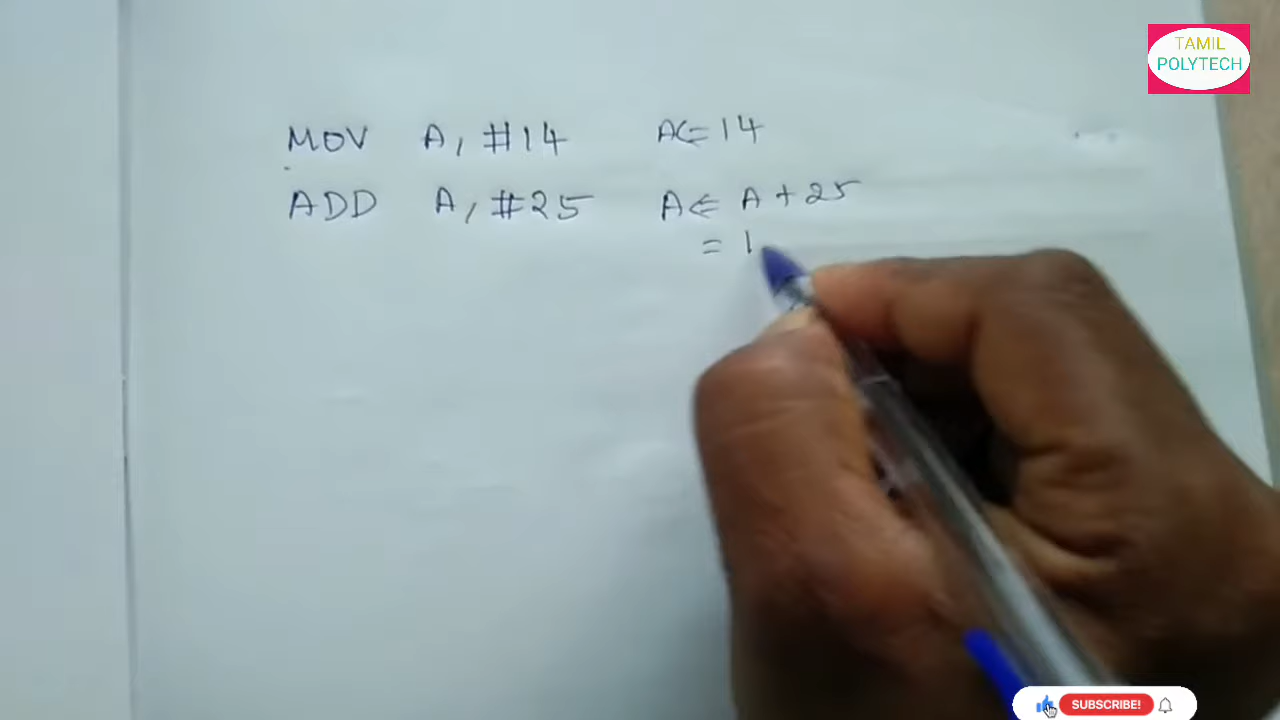 TAMIL
POLYTECH
MOV A, #14 A⇐14
ADD A, #25 A⇐ A + 25
= 1
SUBSCRIBE!